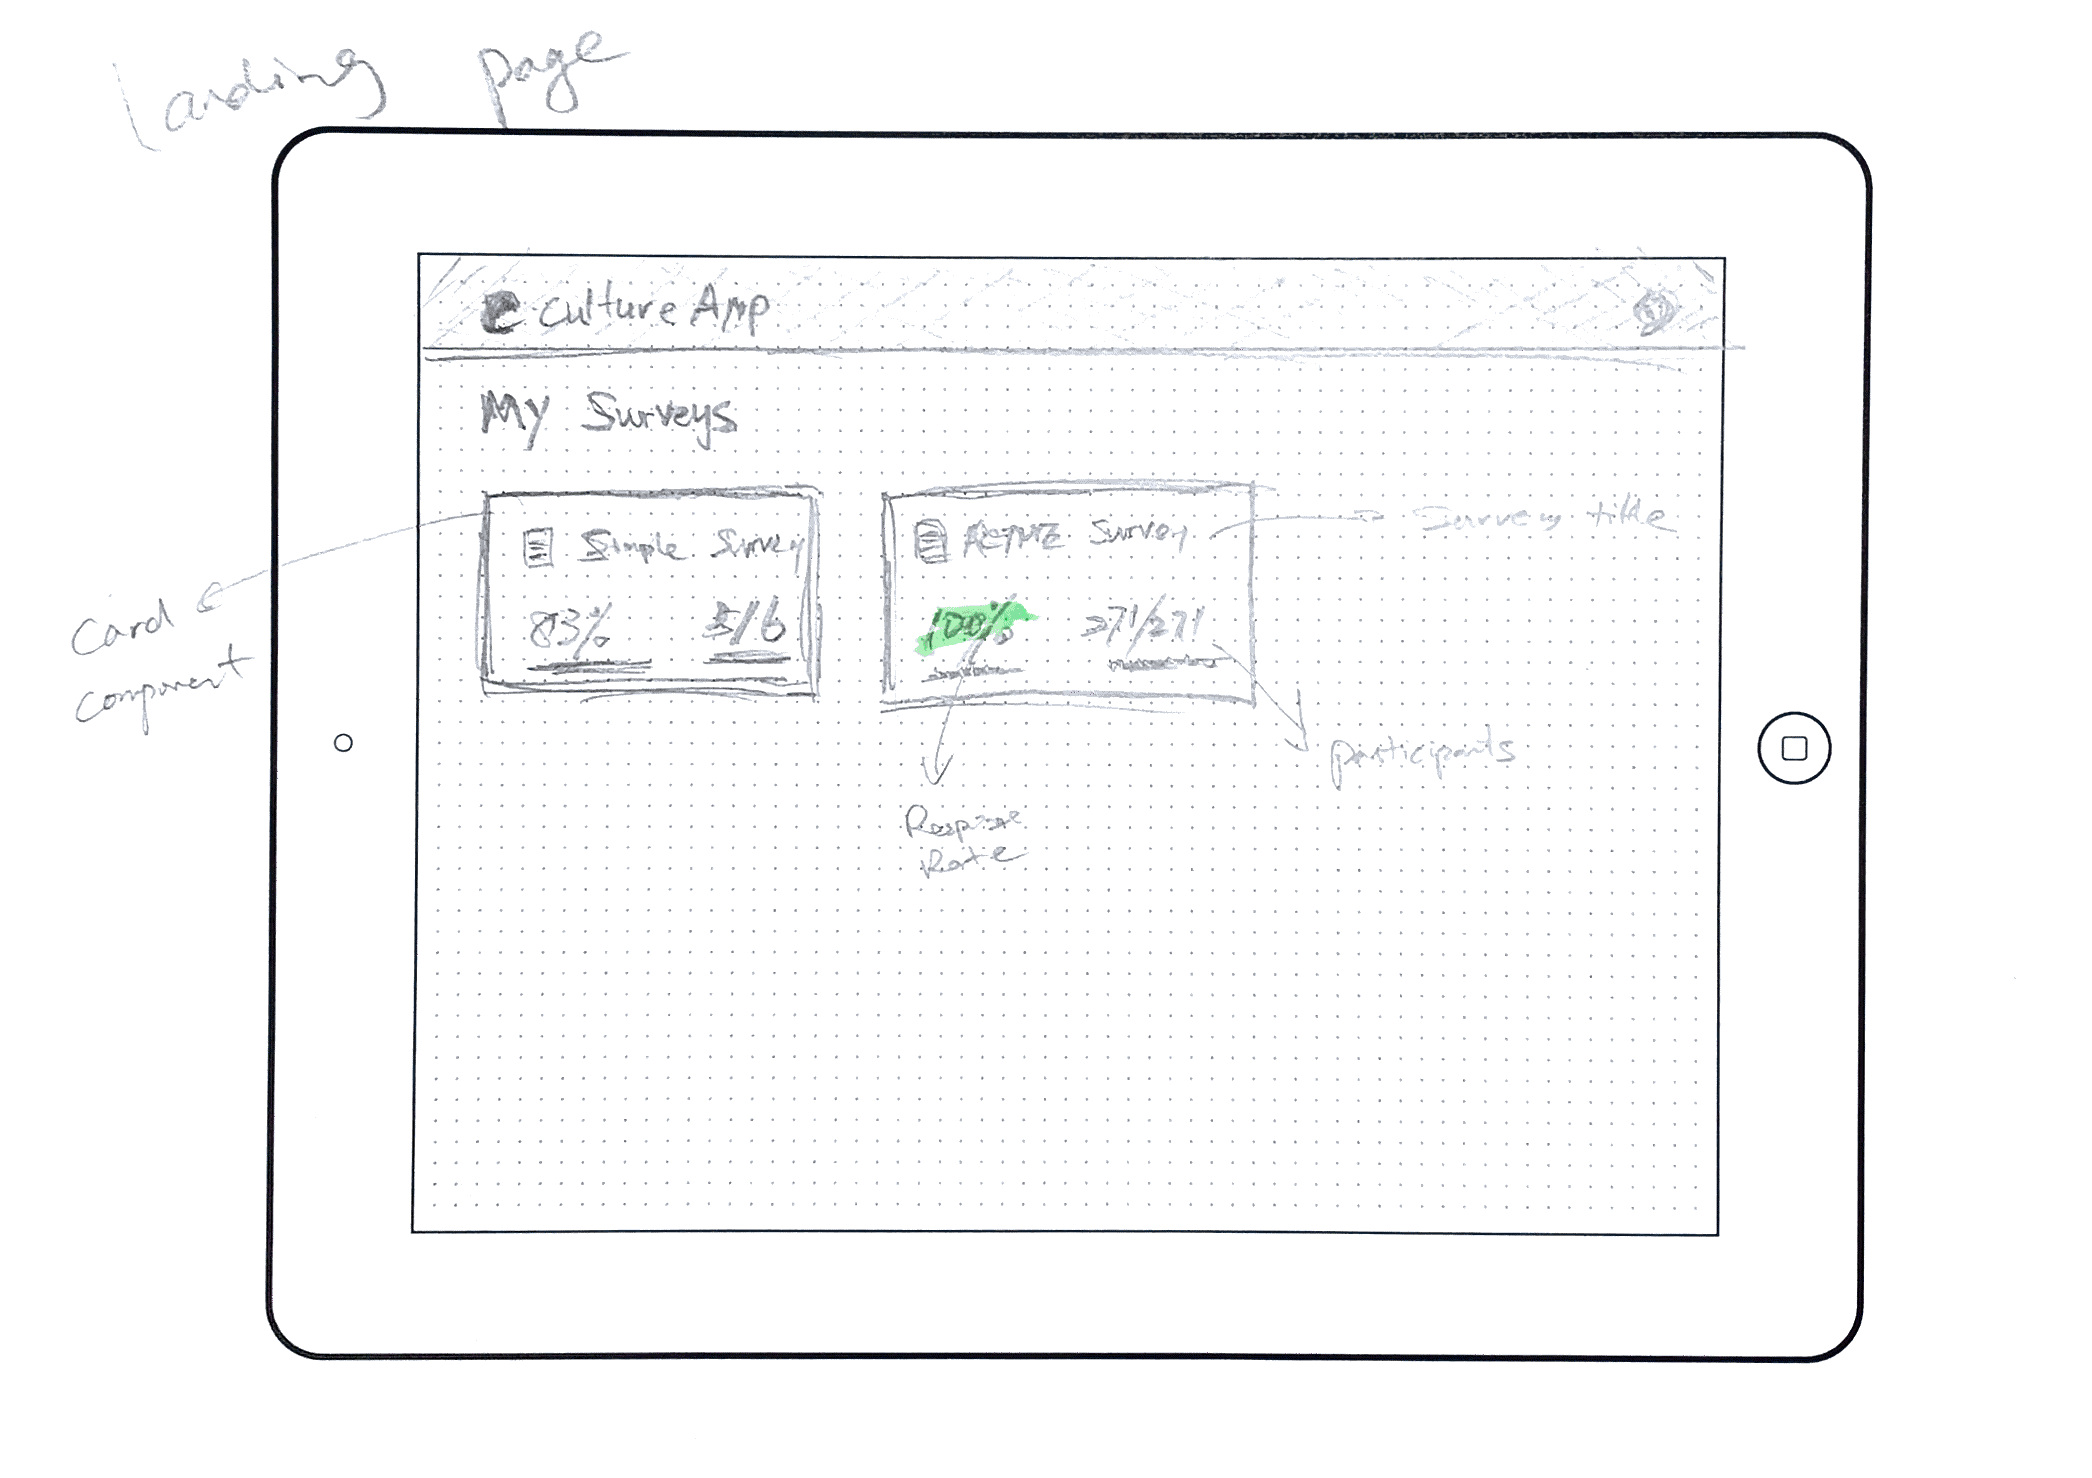 landing page
Culture Amp
My Surveys
Simple Survey
83% 5/6
ACME Survey
100% 271/271
Survey title
Card
component
participants
Response
Rate